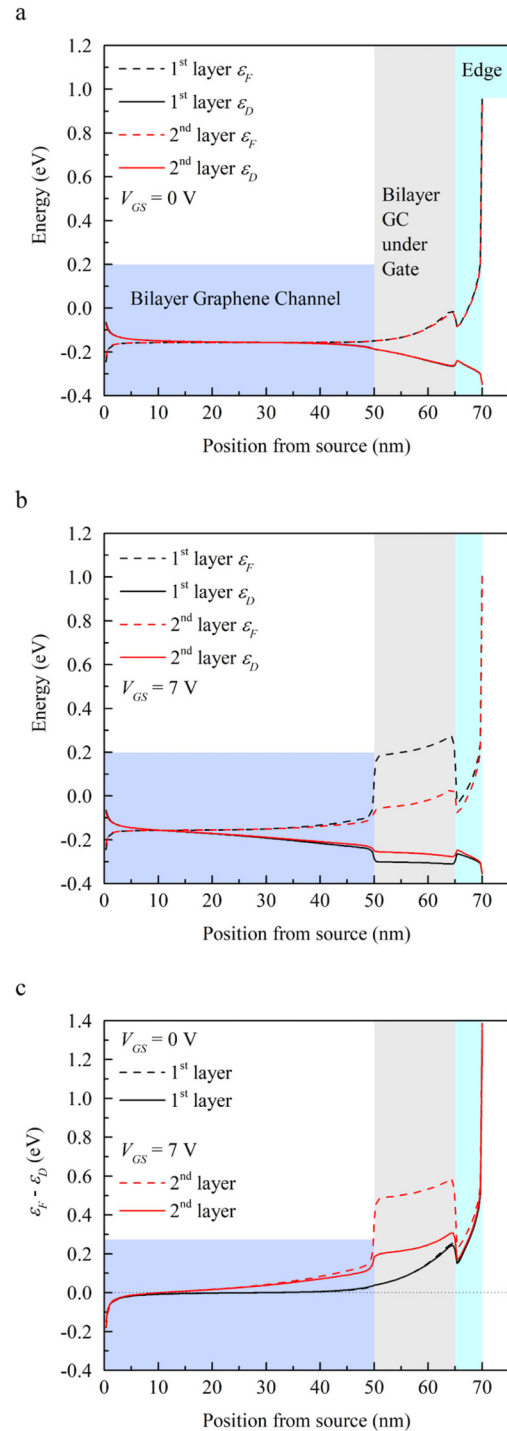 a
1.2
1.0
0.8
0.6
0.4
0.2
0.0
-0.2
-0.4
Energy (eV)
1st layer εF
1st layer εD
2nd layer εF
2nd layer εD
VGS = 0 V
Edge
Bilayer
GC
under
Gate
Bilayer Graphene Channel
0 10 20 30 40 50 60 70
Position from source (nm)
b
1.2
1.0
0.8
0.6
0.4
0.2
0.0
-0.2
-0.4
Energy (eV)
1st layer εF
1st layer εD
2nd layer εF
2nd layer εD
VGS = 7 V
0 10 20 30 40 50 60 70
Position from source (nm)
c
1.4
1.2
1.0
0.8
0.6
0.4
0.2
0.0
-0.2
-0.4
εF - εD (eV)
VGS = 0 V
1st layer
1st layer
VGS = 7 V
2nd layer
2nd layer
0 10 20 30 40 50 60 70
Position from source (nm)